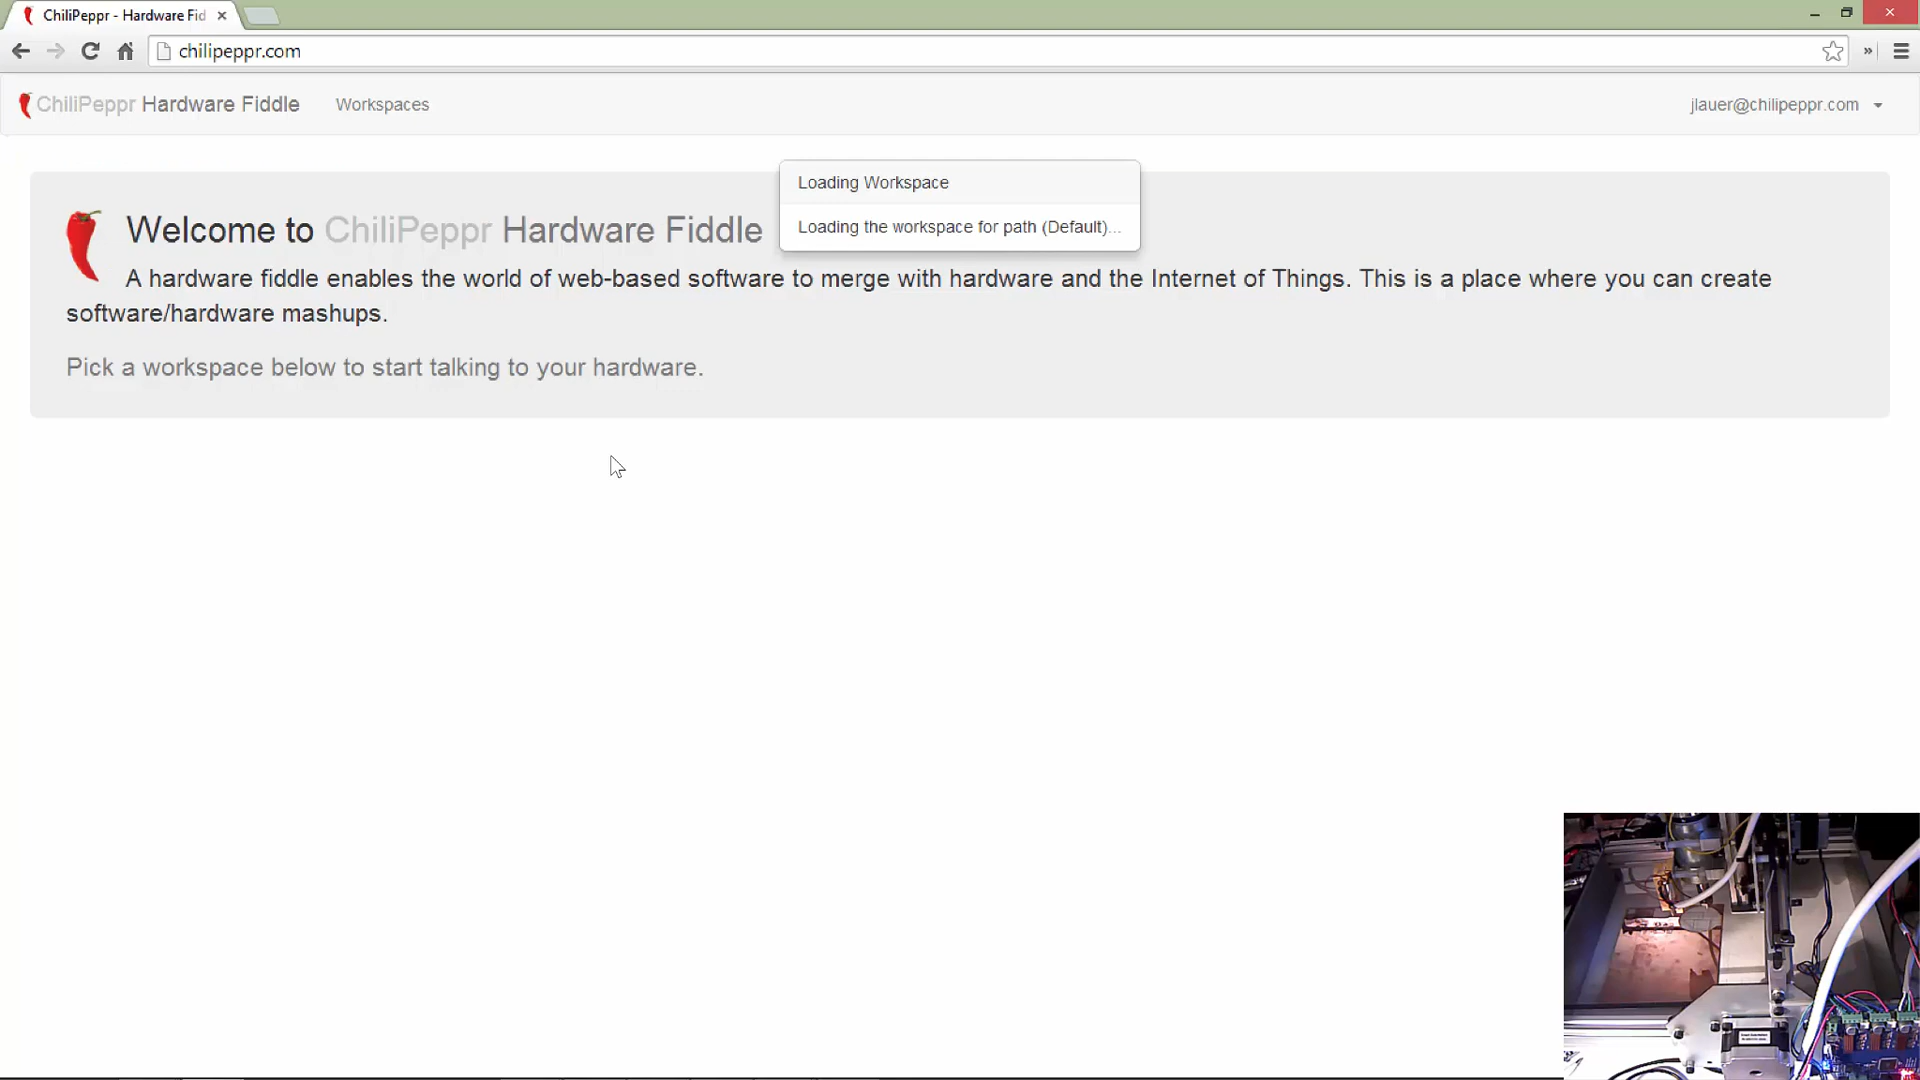 ChiliPeppr - Hardware Fid
chilipeppr.com
ChiliPeppr Hardware Fiddle
Workspaces
jlauer@chilipeppr.com
Loading Workspace
Loading the workspace for path (Default)...
Welcome to ChiliPeppr Hardware Fiddle
A hardware fiddle enables the world of web-based software to merge with hardware and the Internet of Things. This is a place where you can create
software/hardware mashups.
Pick a workspace below to start talking to your hardware.